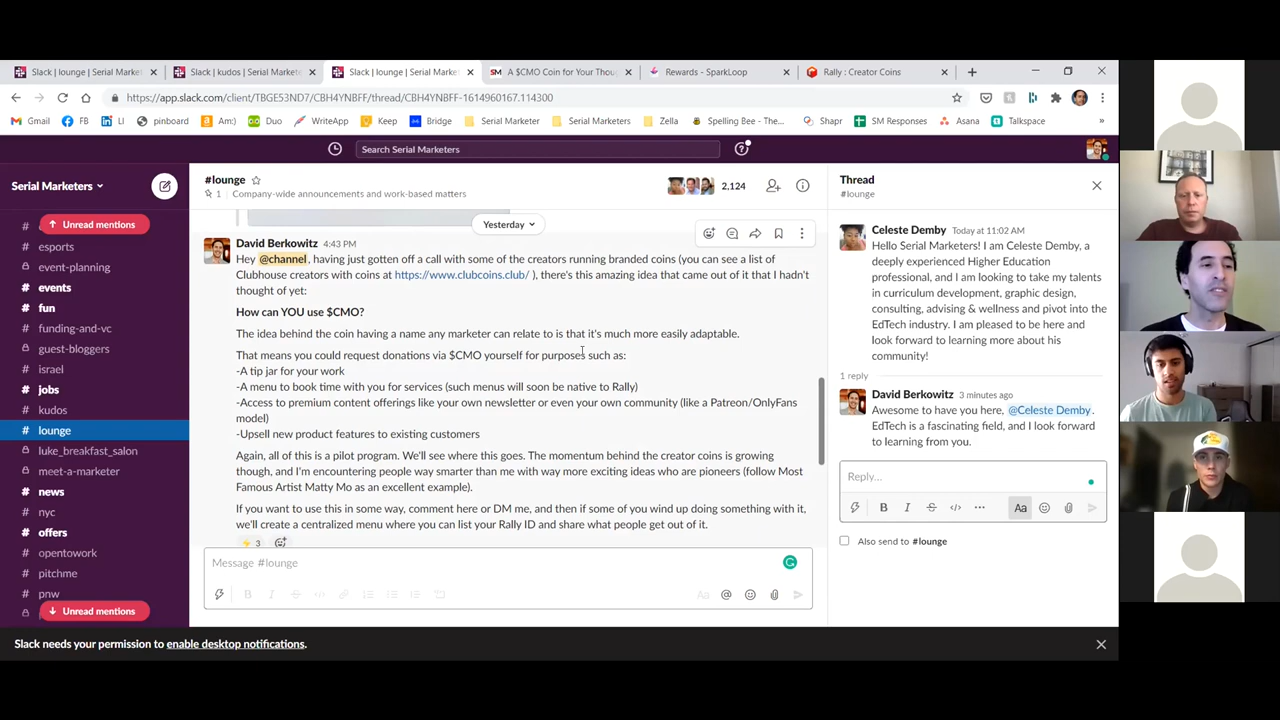 Slack | lounge | Serial Market
Slack | kudos | Serial Markete
Slack | lounge | Serial Market
A $CMO Coin for Your Thou
Rewards - SparkLoop
Rally : Creator Coins
https://app.slack.com/client/TBGE53ND7/CBH4YNBFF/thread/CBH4YNBFF-1614960167.114300
Gmail FB LI pinboard Am:) Duo WriteApp Keep Bridge Serial Marketer Serial Marketers Zella Spelling Bee - The... Shapr SM Responses Asana Talkspace
Search Serial Marketers
Serial Marketers
Unread mentions
# esports
event-planning
# events
# fun
# funding-and-vc
guest-bloggers
# israel
# jobs
kudos
# lounge
luke_breakfast_salon
meet-a-marketer
# news
# nyc
# offers
# opentowork
# pitchme
# pnw
Unread mentions
#lounge
1 Company-wide announcements and work-based matters
2,124
Yesterday
David Berkowitz 4:43 PM
Hey @channel, having just gotten off a call with some of the creators running branded coins (you can see a list of
Clubhouse creators with coins at https://www.clubcoins.club/ ), there's this amazing idea that came out of it that I hadn't
thought of yet:
How can YOU use $CMO?
The idea behind the coin having a name any marketer can relate to is that it's much more easily adaptable.
That means you could request donations via $CMO yourself for purposes such as:
-A tip jar for your work
-A menu to book time with you for services (such menus will soon be native to Rally)
-Access to premium content offerings like your own newsletter or even your own community (like a Patreon/OnlyFans
model)
-Upsell new product features to existing customers
Again, all of this is a pilot program. We'll see where this goes. The momentum behind the creator coins is growing
though, and I'm encountering people way smarter than me with way more exciting ideas who are pioneers (follow Most
Famous Artist Matty Mo as an excellent example).
If you want to use this in some way, comment here or DM me, and then if some of you wind up doing something with it,
we'll create a centralized menu where you can list your Rally ID and share what people get out of it.
3
Message #lounge
Aa
Thread
#lounge
Celeste Demby Today at 11:02 AM
Hello Serial Marketers! I am Celeste Demby, a
deeply experienced Higher Education
professional, and I am looking to take my talents
in curriculum development, graphic design,
consulting, advising & wellness and pivot into the
EdTech industry. I am pleased to be here and
look forward to learning more about his
community!
1 reply
David Berkowitz 3 minutes ago
Awesome to have you here, @Celeste Demby.
EdTech is a fascinating field, and I look forward
to learning from you.
Reply...
B I S </> Aa
Also send to #lounge
Slack needs your permission to enable desktop notifications.